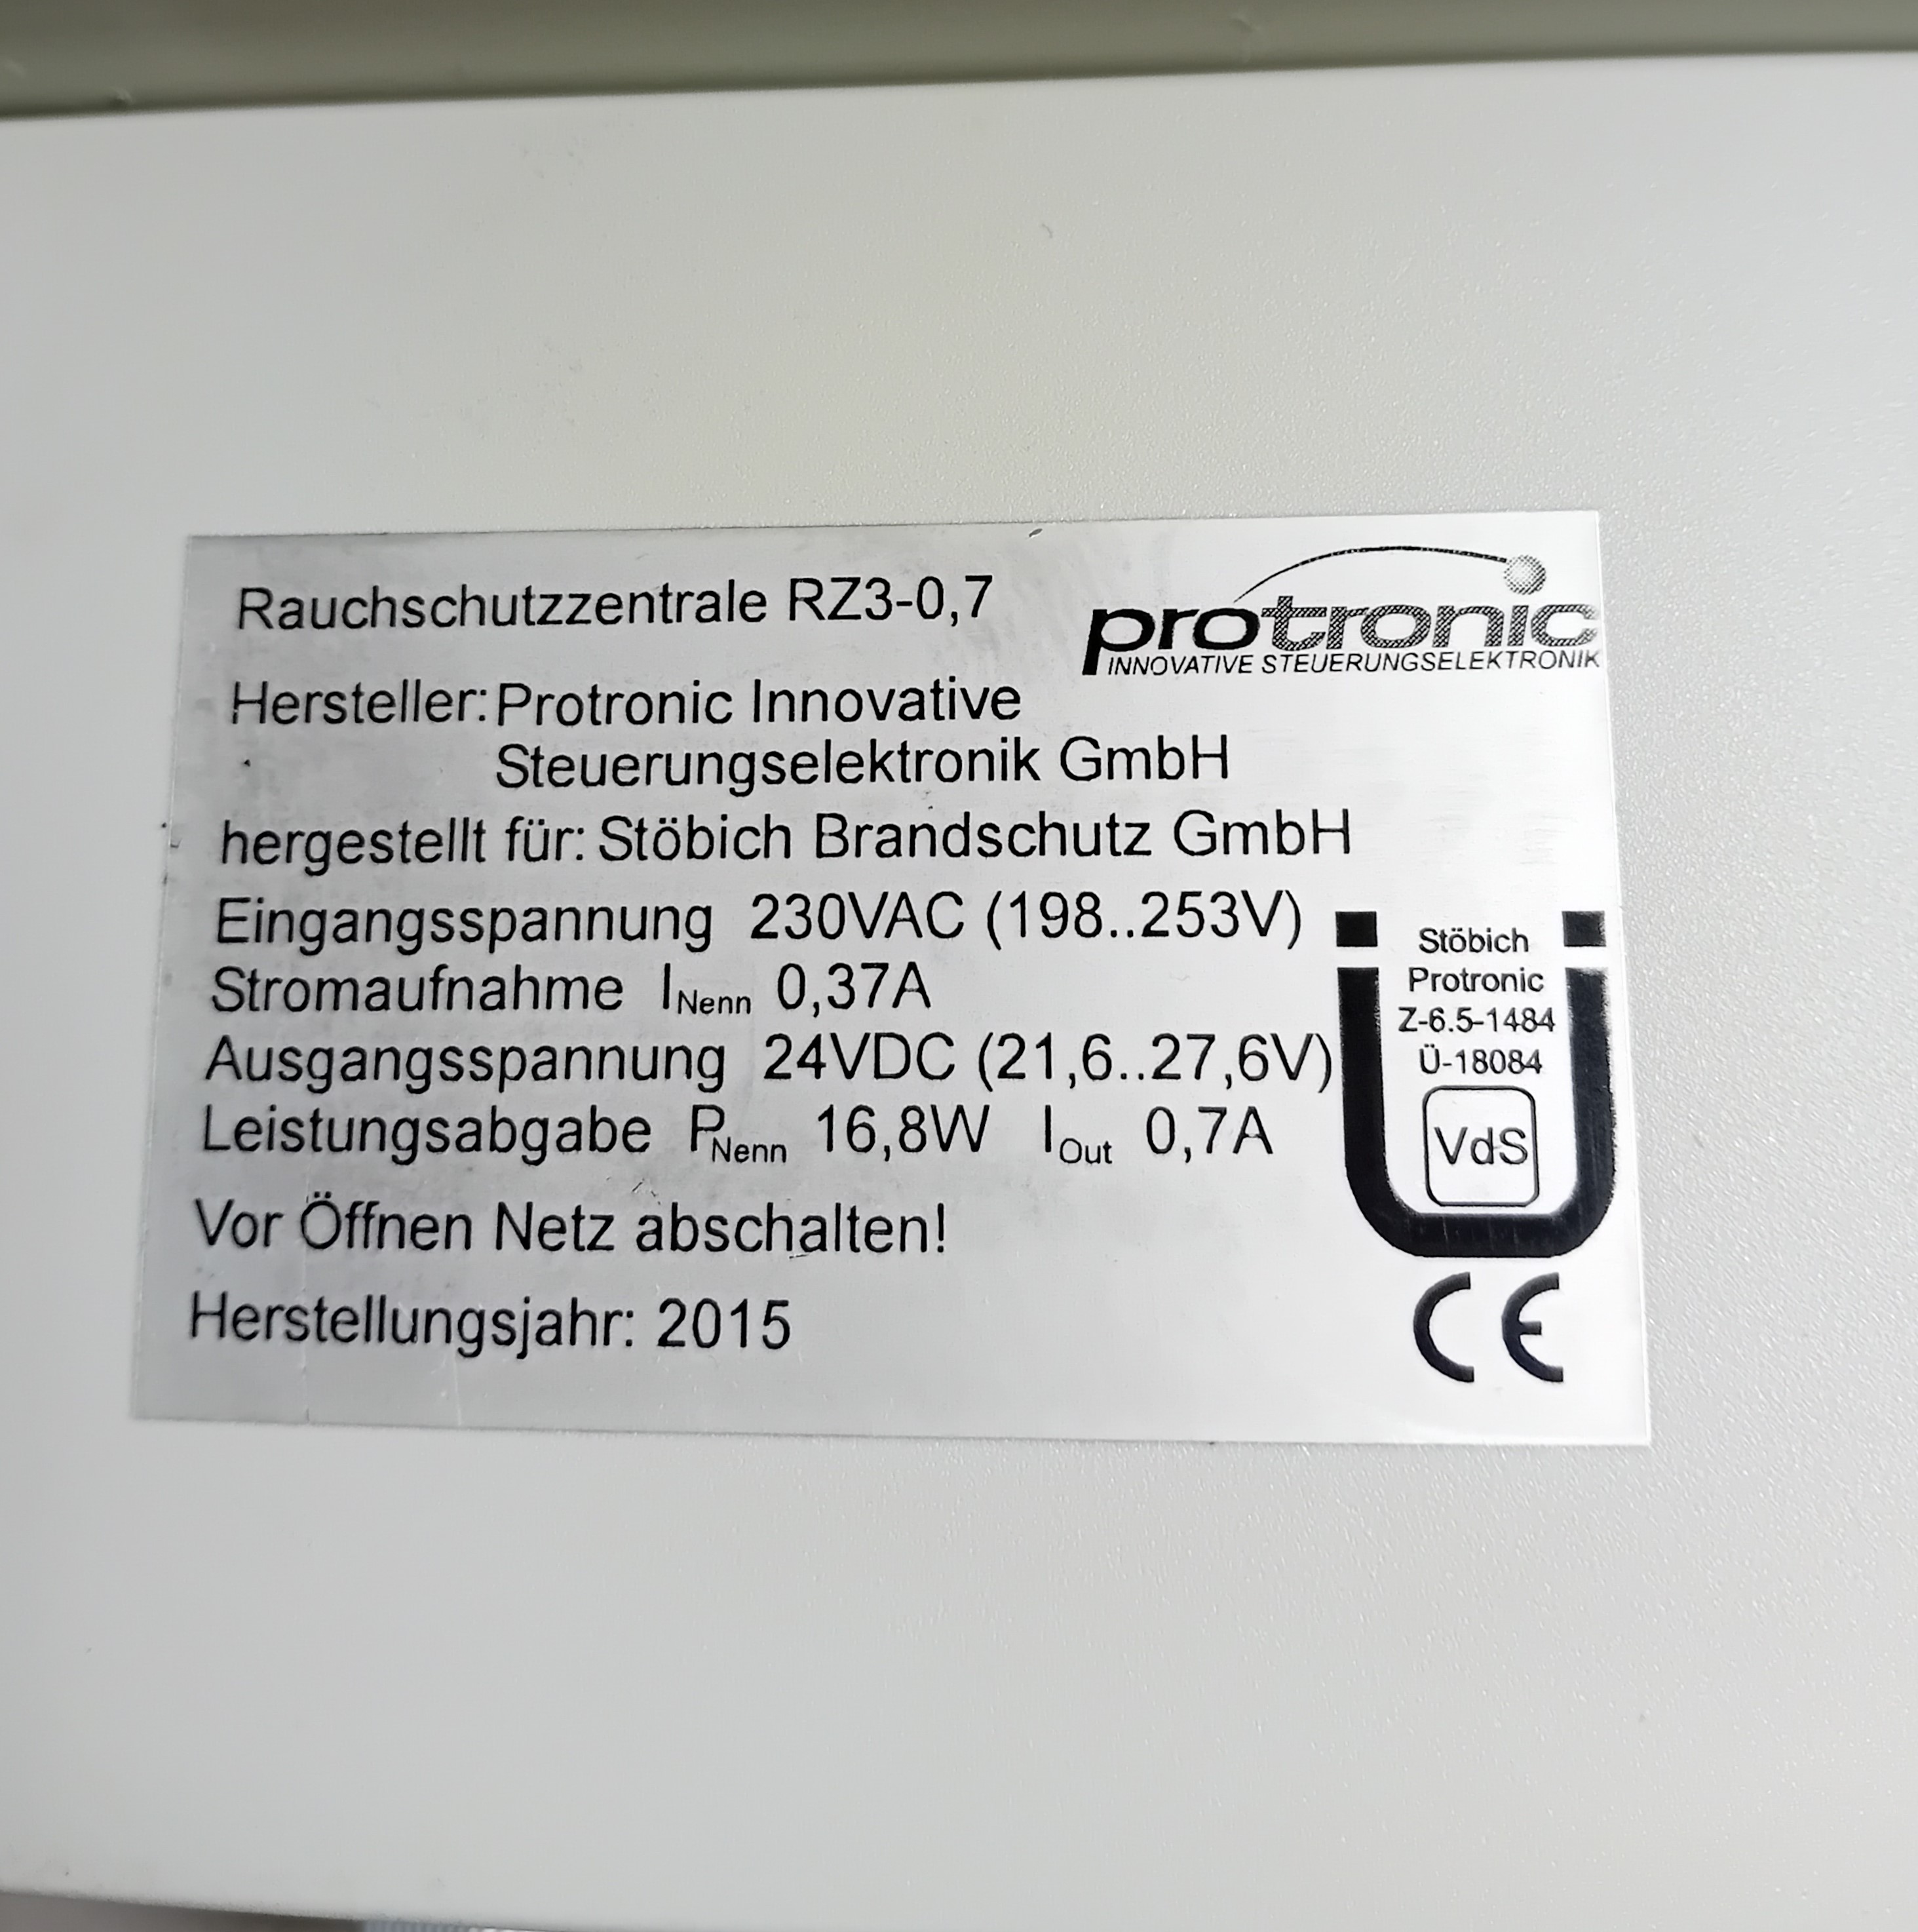 Rauchschutzzentrale RZ3-0,7
protronic
INNOVATIVE STEUERUNGSELEKTRONIK
Hersteller: Protronic Innovative
Steuerungselektronik GmbH
hergestellt für: Stöbich Brandschutz GmbH
Eingangsspannung 230VAC (198..253V)
Stromaufnahme INenn 0,37A
Ausgangsspannung 24VDC (21,6..27,6V)
Leistungsabgabe PNenn 16,8W IOut 0,7A
Vor Öffnen Netz abschalten!
Herstellungsjahr: 2015
Ü
Stöbich
Protronic
Z-6.5-1484
Ü-18084
VdS
CE